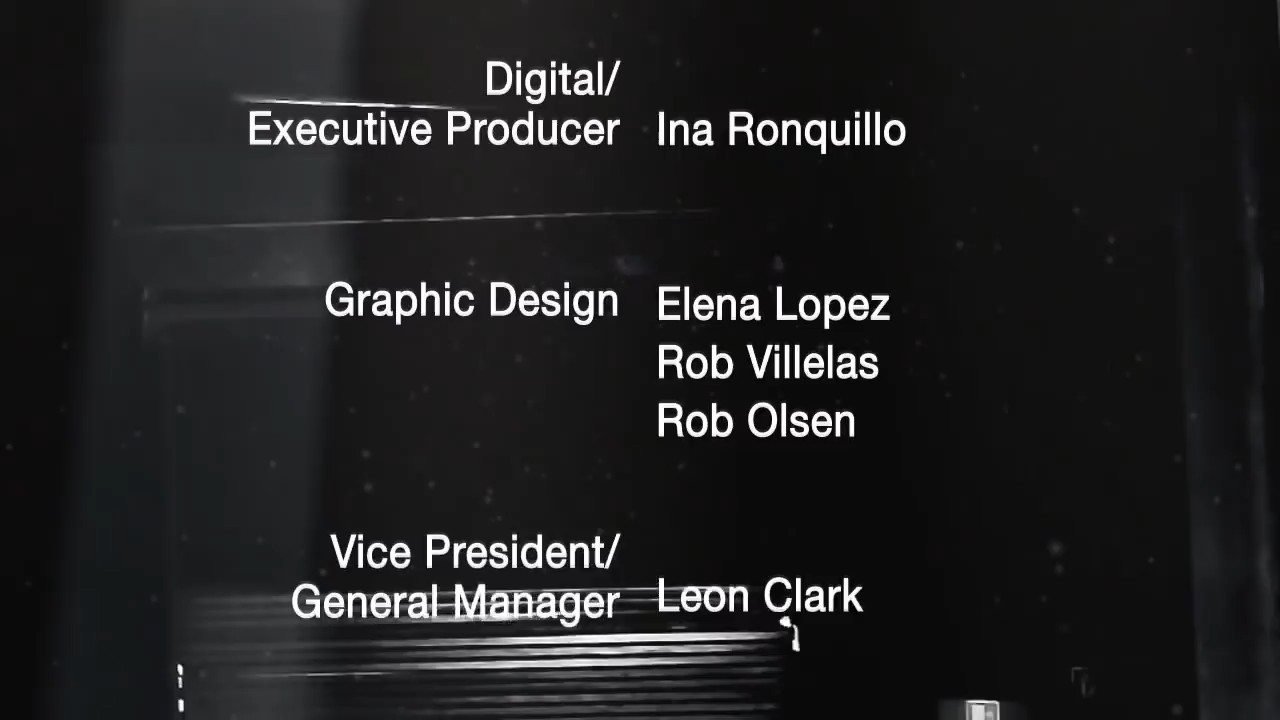 Digital/
Executive Producer Ina Ronquillo
Graphic Design Elena Lopez
Rob Villelas
Rob Olsen
Vice President/
General Manager Leon Clark